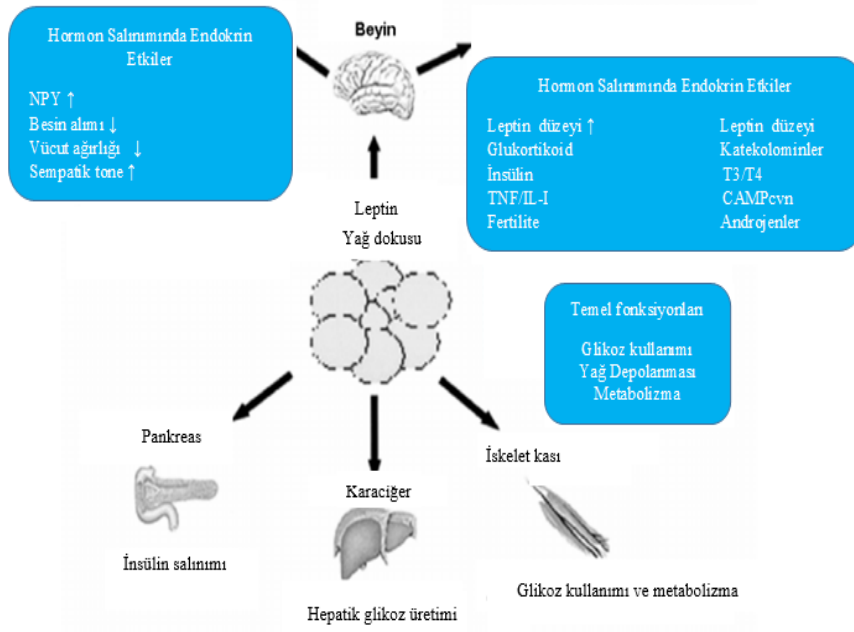 Hormon Salınımında Endokrin
Etkiler
NPY ↑
Besin alımı ↓
Vücut ağırlığı ↓
Sempatik tone ↑
Beyin
Hormon Salınımında Endokrin Etkiler
Leptin düzeyi ↑ Leptin düzeyi
Glukortikoid Katekolominler
İnsülin T3/T4
TNF/IL-I CAMPcvn
Fertilite Androjenler
Leptin
Yağ dokusu
Temel fonksiyonları
Glikoz kullanımı
Yağ Depolanması
Metabolizma
Pankreas
İnsülin salınımı
Karaciğer
Hepatik glikoz üretimi
İskelet kası
Glikoz kullanımı ve metabolizma